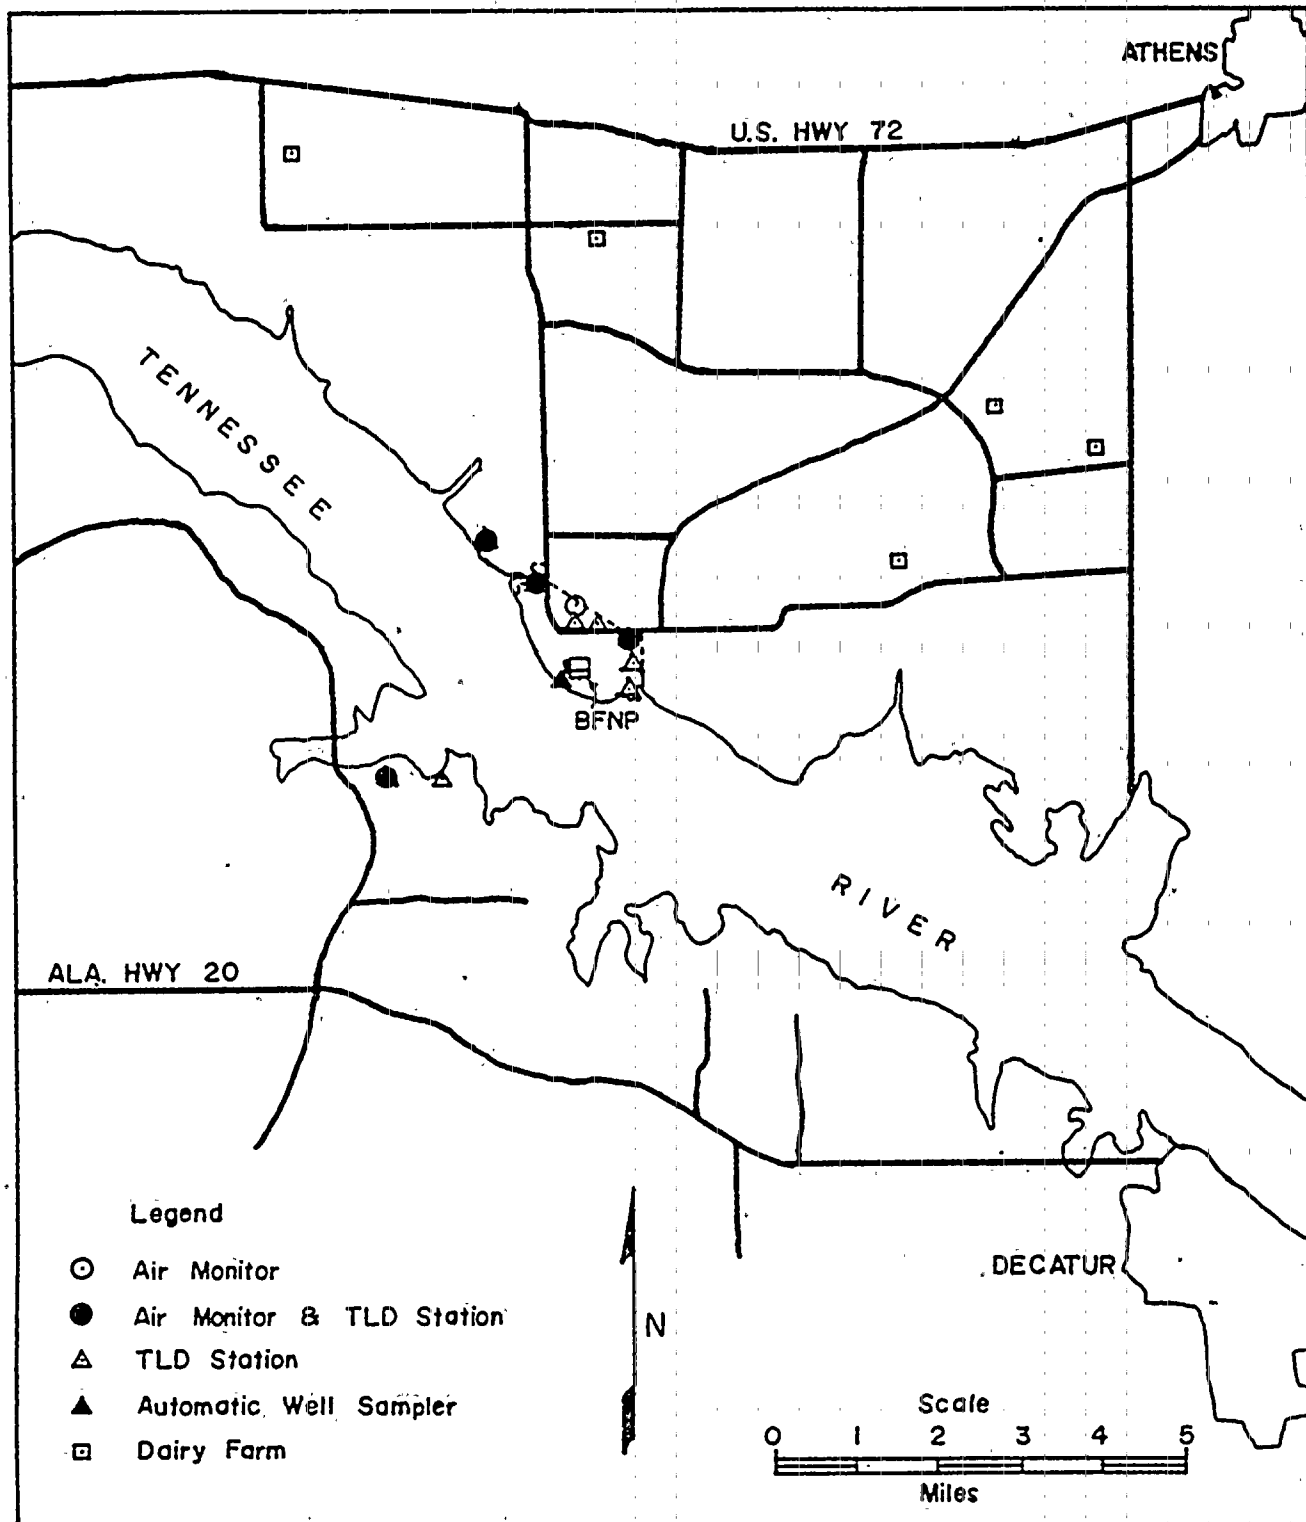 ATHENS
U.S. HWY 72
TENNESSEE
BFNP
RIVER
ALA. HWY 20
DECATUR
Legend
Air Monitor
Air Monitor & TLD Station
TLD Station
Automatic Well Sampler
Dairy Farm
N
Scale
0 1 2 3 4 5
Miles